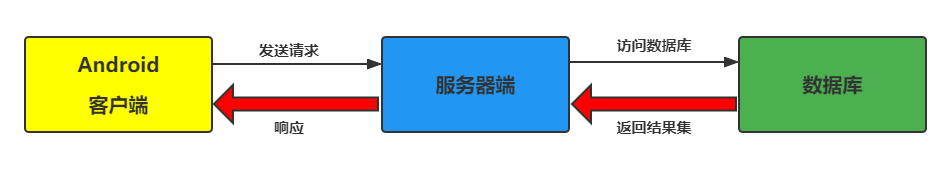 Android
客户端
发送请求
响应
服务器端
访问数据库
返回结果集
数据库